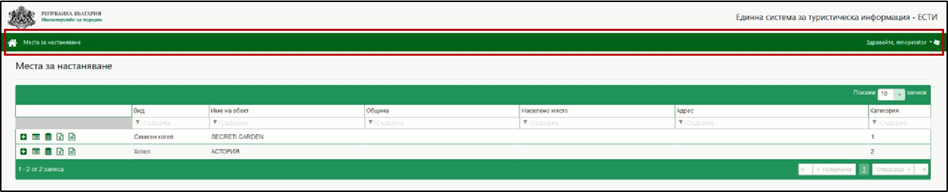 РЕПУБЛИКА БЪЛГАРИЯ
Министерство на туризма
Единна система за туристическа информация - ЕСТИ
Места за настаняване
Здравейте,
Места за настаняване
Покажи 10 записи
Вид Име на обект Община Населено място Адрес Категория
Съдържа... Съдържа... Съдържа... Съдържа... Съдържа... Съдържа...
Семеен хотел SECRETI GARDEN 1
Хотел АСТОРИЯ 2
1 - 2 от 2 записа
предишна 1 следваща